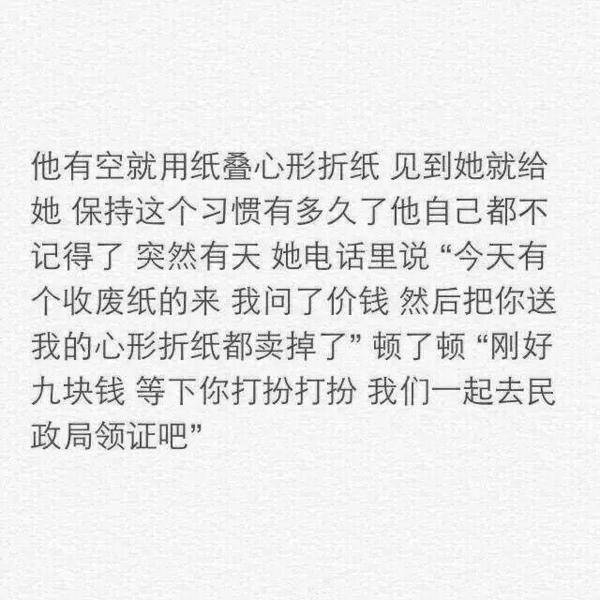 他有空就用纸叠心形折纸 见到她就给
她 保持这个习惯有多久了他自己都不
记得了 突然有天 她电话里说 “今天有
个收废纸的来 我问了价钱 然后把你送
我的心形折纸都卖掉了” 顿了顿 “刚好
九块钱 等下你打扮打扮 我们一起去民
政局领证吧”